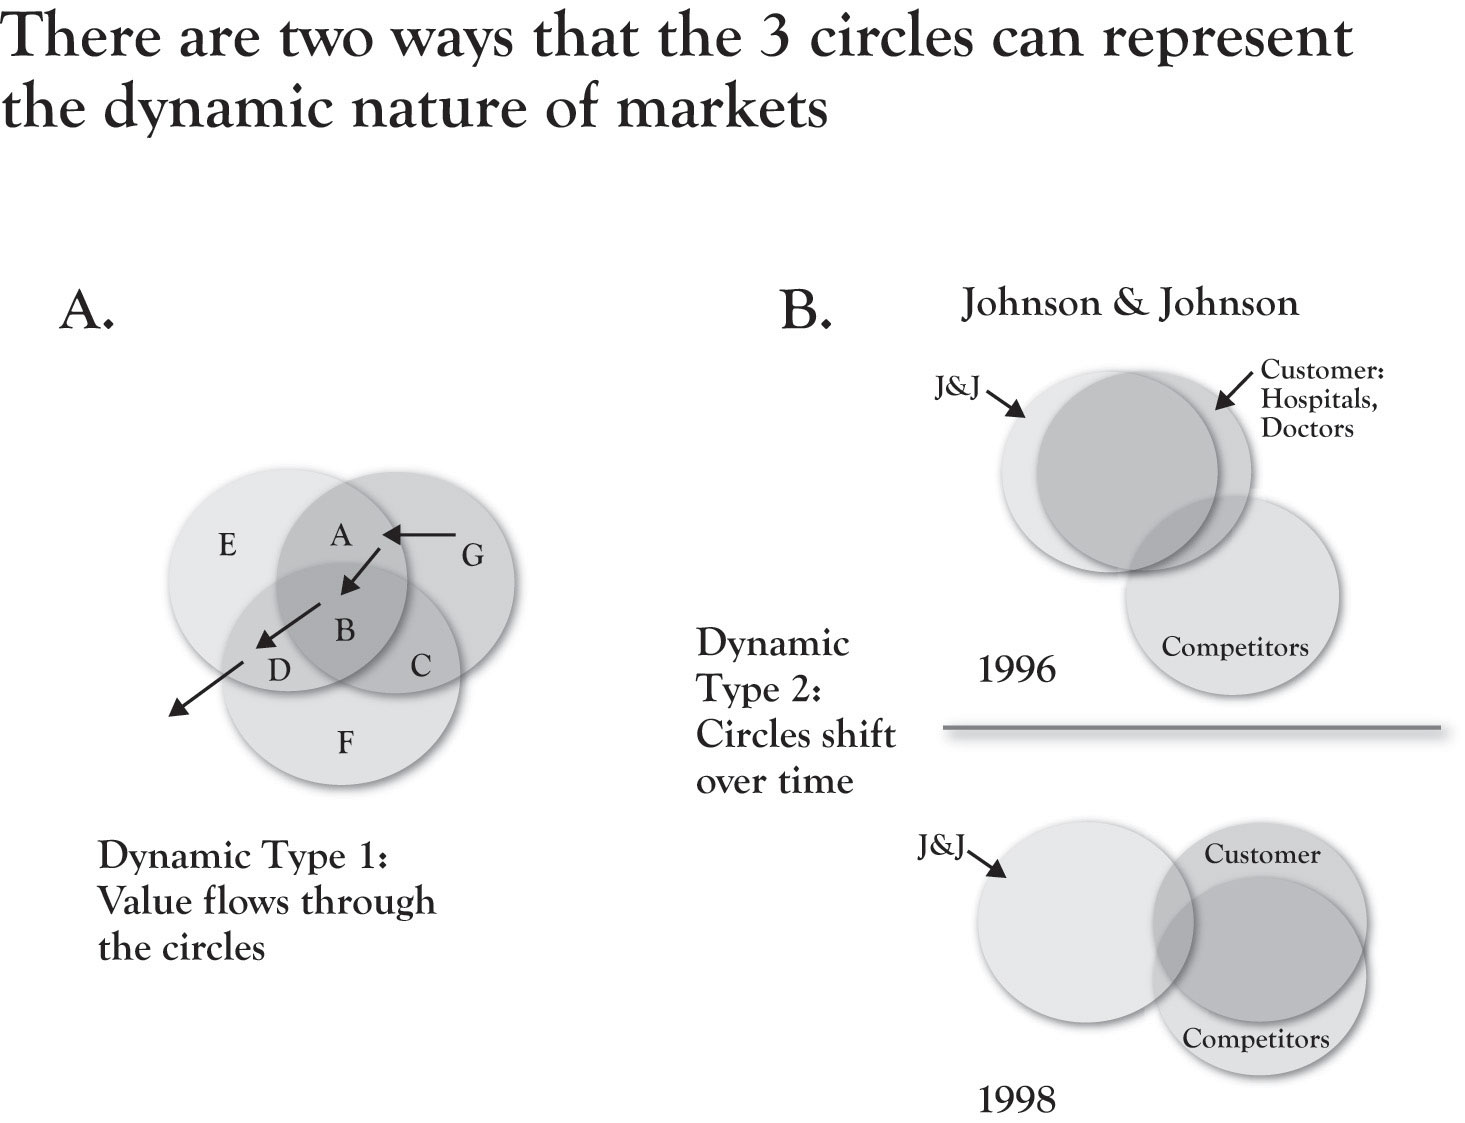 There are two ways that the 3 circles can represent
the dynamic nature of markets
A.
E
A
G
B
D
C
F
Dynamic Type 1:
Value flows through
the circles
B.
Johnson & Johnson
J&J
Customer:
Hospitals,
Doctors
Competitors
1996
Dynamic
Type 2:
Circles shift
over time
J&J
Customer
Competitors
1998